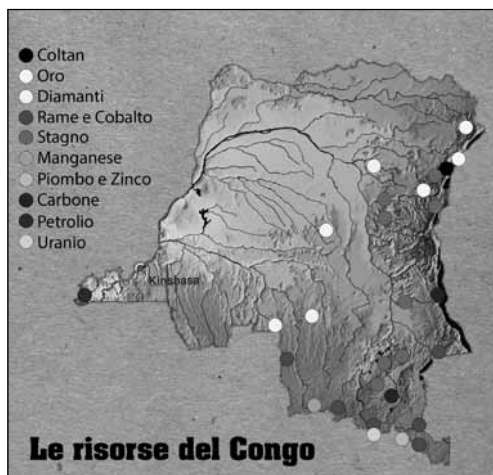 Coltan
Oro
Diamanti
Rame e Cobalto
Stagno
Manganese
Piombo e Zinco
Carbone
Petrolio
Uranio
Kinshasa
Le risorse del Congo